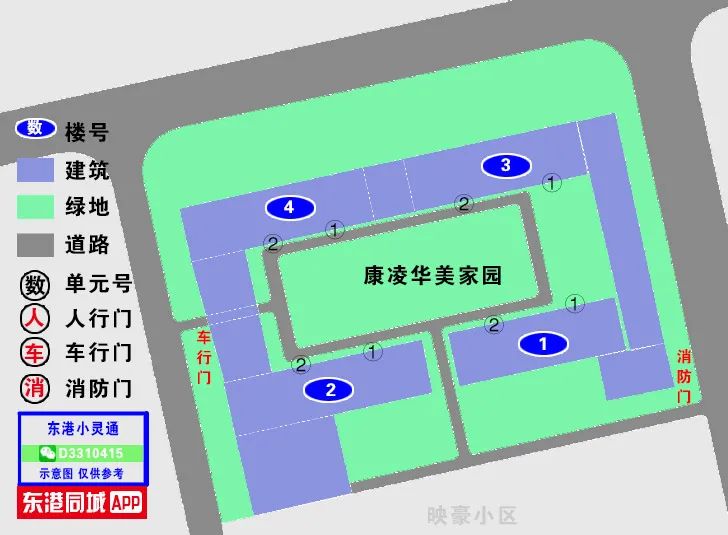 数 楼号
建筑
绿地
道路
数 单元号
人 人行门
车 车行门
消 消防门
东港小灵通
D3310415
示意图 仅供参考
东港同城APP
3
4
1
2
1
2
康凌华美家园
1
2
1
1
2
2
车行门
消防门
映豪小区